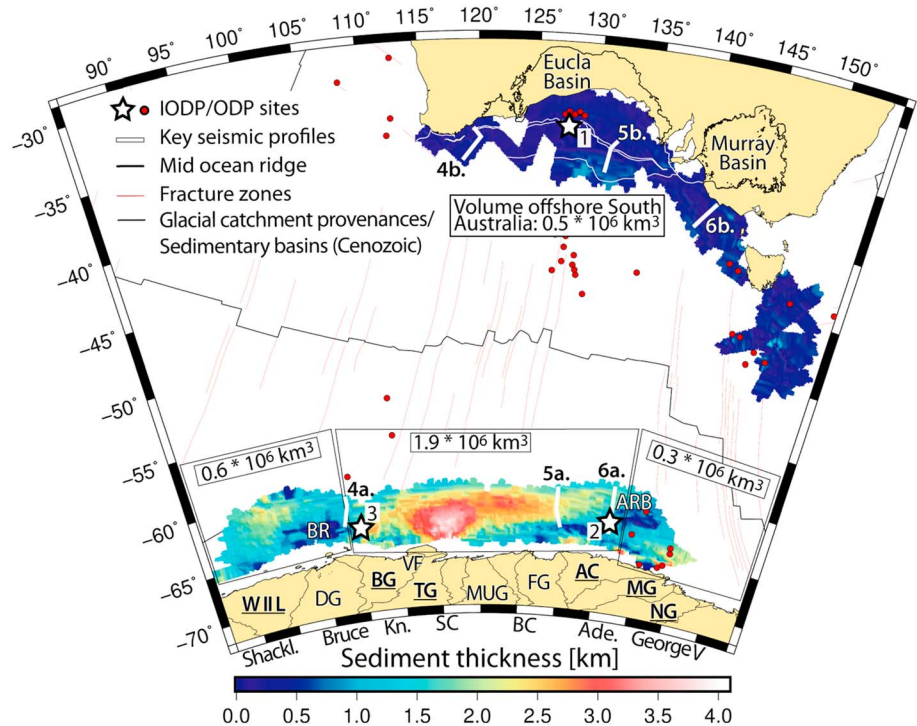 90° 95° 100° 105° 110° 115° 120° 125° 130° 135° 140° 145° 150°
−30°
−35°
−40°
−45°
−50°
−55°
−60°
−65°
−70°
IODP/ODP sites
Key seismic profiles
Mid ocean ridge
Fracture zones
Glacial catchment provenances/
Sedimentary basins (Cenozoic)
Eucla
Basin
Murray
Basin
1
4b.
5b.
6b.
Volume offshore South
Australia: 0.5 * 10⁶ km³
0.6 * 10⁶ km³
1.9 * 10⁶ km³
0.3 * 10⁶ km³
4a.
5a.
6a.
BR
3
2
ARB
WIIL
DG
BG
VF
TG
MUG
FG
AC
MG
NG
Shackl. Bruce Kn. SC BC Ade. George V
Sediment thickness [km]
0.0 0.5 1.0 1.5 2.0 2.5 3.0 3.5 4.0